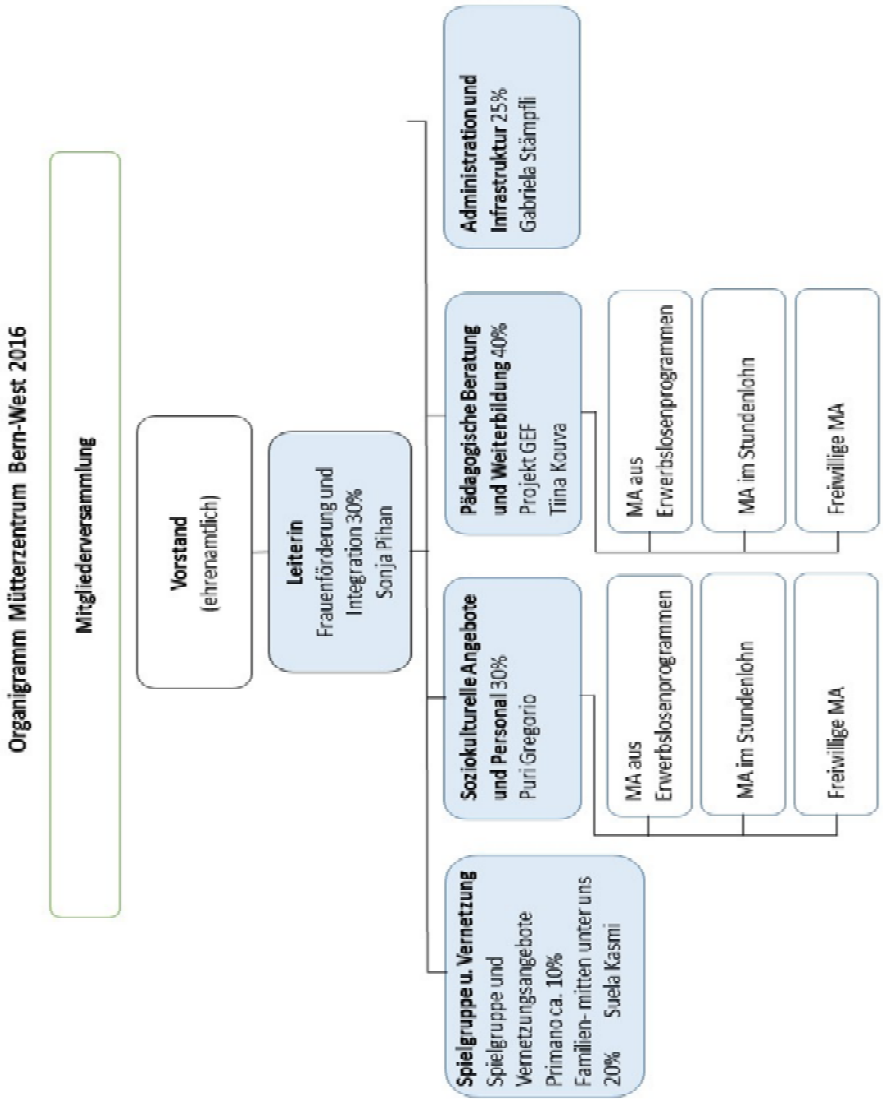 Organigramm Mütterzentrum Bern-West 2016
Mitgliederversammlung
Vorstand
(ehrenamtlich)
Leiterin
Frauenförderung und
Integration 30%
Sonja Pihan
Spielgruppe u. Vernetzung
Spielgruppe und
Vernetzungsangebote
Primano ca. 10%
Familien- mitten unter uns
20% Suela Kasmi
Soziokulturelle Angebote
und Personal 30%
Puri Gregorio
MA aus
Erwerbslosenprogrammen
MA im Stundenlohn
Freiwillige MA
Pädagogische Beratung
und Weiterbildung 40%
Projekt GEF
Tiina Kouva
MA aus
Erwerbslosenprogrammen
MA im Stundenlohn
Freiwillige MA
Administration und
Infrastruktur 25%
Gabriela Stämpfli